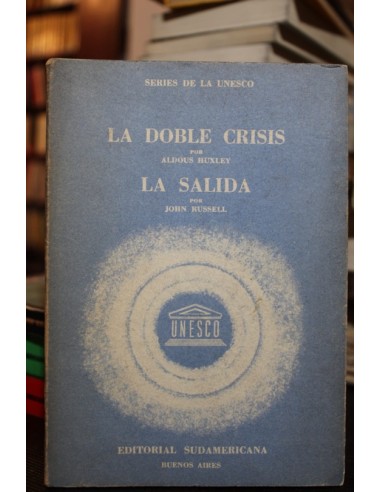 SERIES DE LA UNESCO
LA DOBLE CRISIS
POR
ALDOUS HUXLEY
LA SALIDA
POR
JOHN RUSSELL
UNESCO
EDITORIAL SUDAMERICANA
BUENOS AIRES